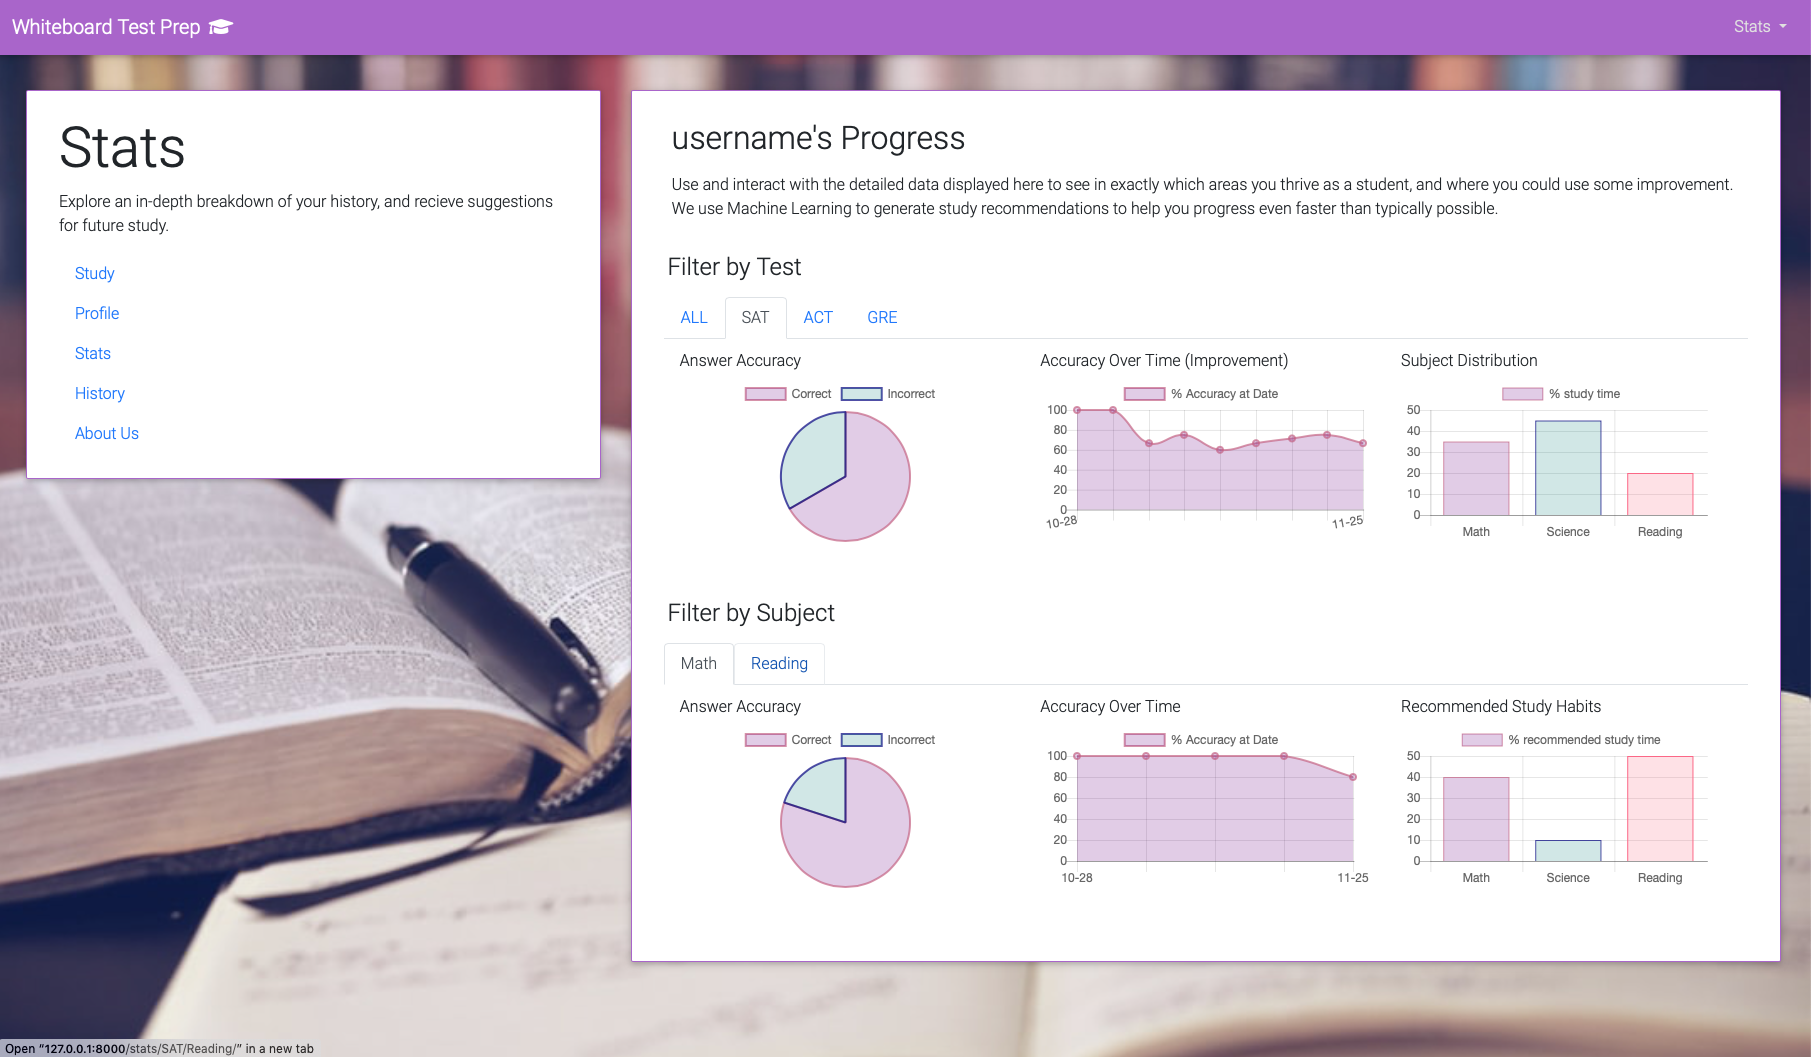 Whiteboard Test Prep
Stats
Stats
Explore an in-depth breakdown of your history, and recieve suggestions
for future study.
Study
Profile
Stats
History
About Us
username's Progress
Use and interact with the detailed data displayed here to see in exactly which areas you thrive as a student, and where you could use some improvement.
We use Machine Learning to generate study recommendations to help you progress even faster than typically possible.
Filter by Test
ALL SAT ACT GRE
Answer Accuracy
Correct Incorrect
Accuracy Over Time (Improvement)
% Accuracy at Date
100
80
60
40
20
0
10-28 11-25
Subject Distribution
% study time
50
40
30
20
10
0
Math Science Reading
Filter by Subject
Math Reading
Answer Accuracy
Correct Incorrect
Accuracy Over Time
% Accuracy at Date
100
80
60
40
20
0
10-28 11-25
Recommended Study Habits
% recommended study time
50
40
30
20
10
0
Math Science Reading
Open “127.0.0.1:8000/stats/SAT/Reading/” in a new tab